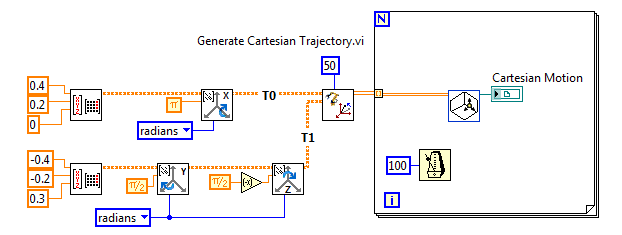 Generate Cartesian Trajectory.vi
N
50
Cartesian Motion
0.4
0.2
0
X
Y
Z
π
X
T0
radians
T1
-0.4
-0.2
0.3
X
Y
Z
π/2
Y
π/2
-x
Z
100
radians
i